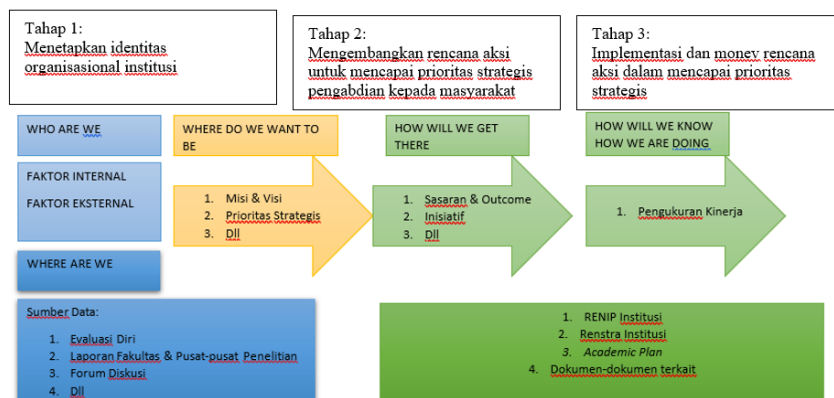 Tahap 1:
Menetapkan identitas
organisasional institusi
Tahap 2:
Mengembangkan rencana aksi
untuk mencapai prioritas strategis
pengabdian kepada masyarakat
Tahap 3:
Implementasi dan monev rencana
aksi dalam mencapai prioritas
strategis
WHO ARE WE
WHERE DO WE WANT TO
BE
HOW WILL WE GET
THERE
HOW WILL WE KNOW
HOW WE ARE DOING
FAKTOR INTERNAL
FAKTOR EKSTERNAL
1. Misi & Visi
2. Prioritas Strategis
3. Dll
1. Sasaran & Outcome
2. Inisiatif
3. Dll
1. Pengukuran Kinerja
WHERE ARE WE
Sumber Data:
1. Evaluasi Diri
2. Laporan Fakultas & Pusat-pusat Penelitian
3. Forum Diskusi
4. Dll
1. RENIP Institusi
2. Renstra Institusi
3. Academic Plan
4. Dokumen-dokumen terkait